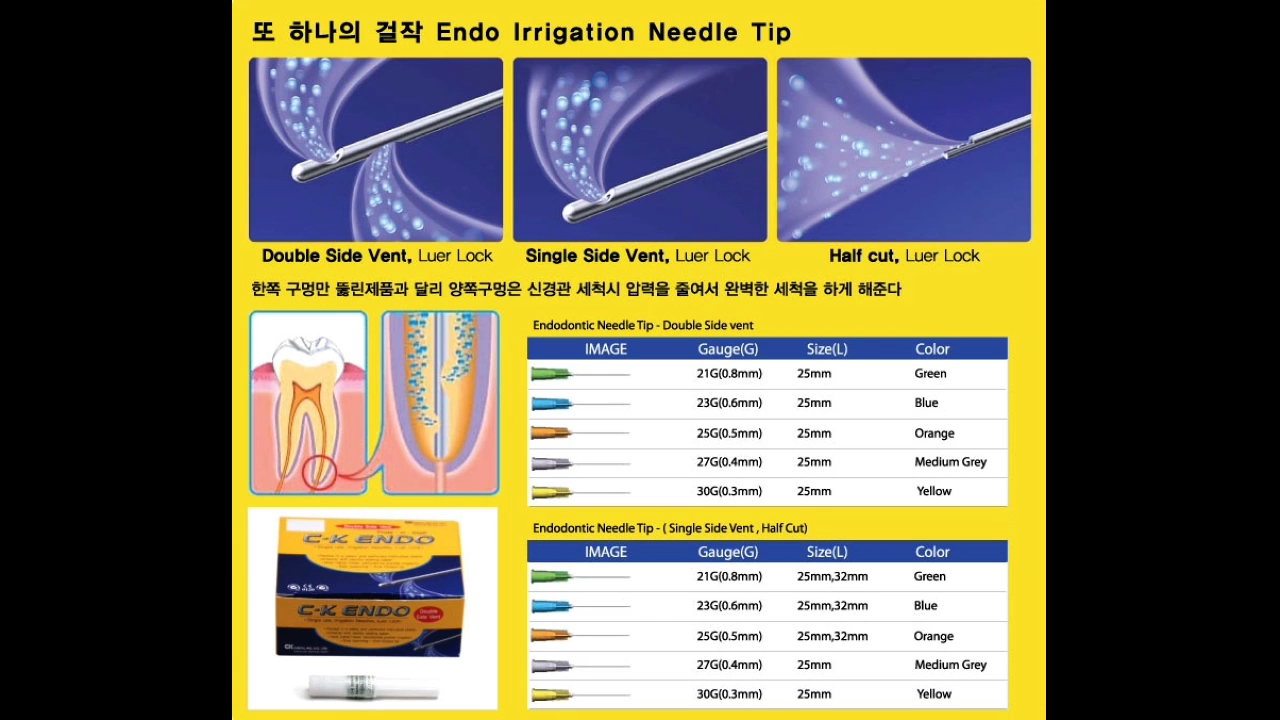 또 하나의 걸작 Endo Irrigation Needle Tip
Double Side Vent, Luer Lock
Single Side Vent, Luer Lock
Half cut, Luer Lock
한쪽 구멍만 뚫린제품과 달리 양쪽구멍은 신경관 세척시 압력을 줄여서 완벽한 세척을 하게 해준다
Endodontic Needle Tip - Double Side vent
IMAGE Gauge(G) Size(L) Color
21G(0.8mm) 25mm Green
23G(0.6mm) 25mm Blue
25G(0.5mm) 25mm Orange
27G(0.4mm) 25mm Medium Grey
30G(0.3mm) 25mm Yellow
Endodontic Needle Tip - ( Single Side Vent , Half Cut)
IMAGE Gauge(G) Size(L) Color
21G(0.8mm) 25mm,32mm Green
23G(0.6mm) 25mm,32mm Blue
25G(0.5mm) 25mm,32mm Orange
27G(0.4mm) 25mm Medium Grey
30G(0.3mm) 25mm Yellow
Double Side Vent
C-K ENDO
C-K ENDO
Double
Side Vent